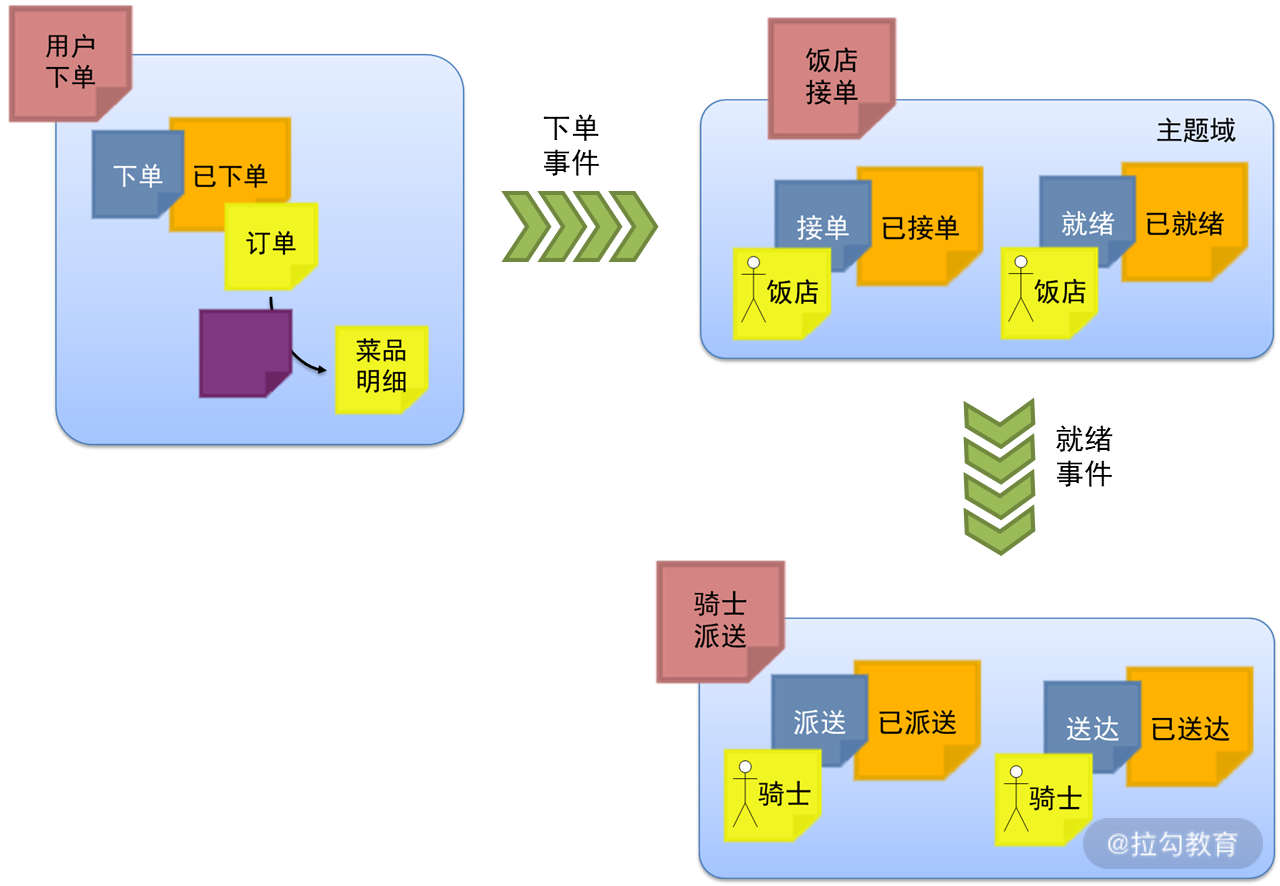 用户
下单
下单
已下单
订单
菜品
明细
下单
事件
饭店
接单
主题域
接单
已接单
饭店
就绪
已就绪
饭店
就绪
事件
骑士
派送
派送
已派送
骑士
送达
已送达
骑士
@拉勾教育